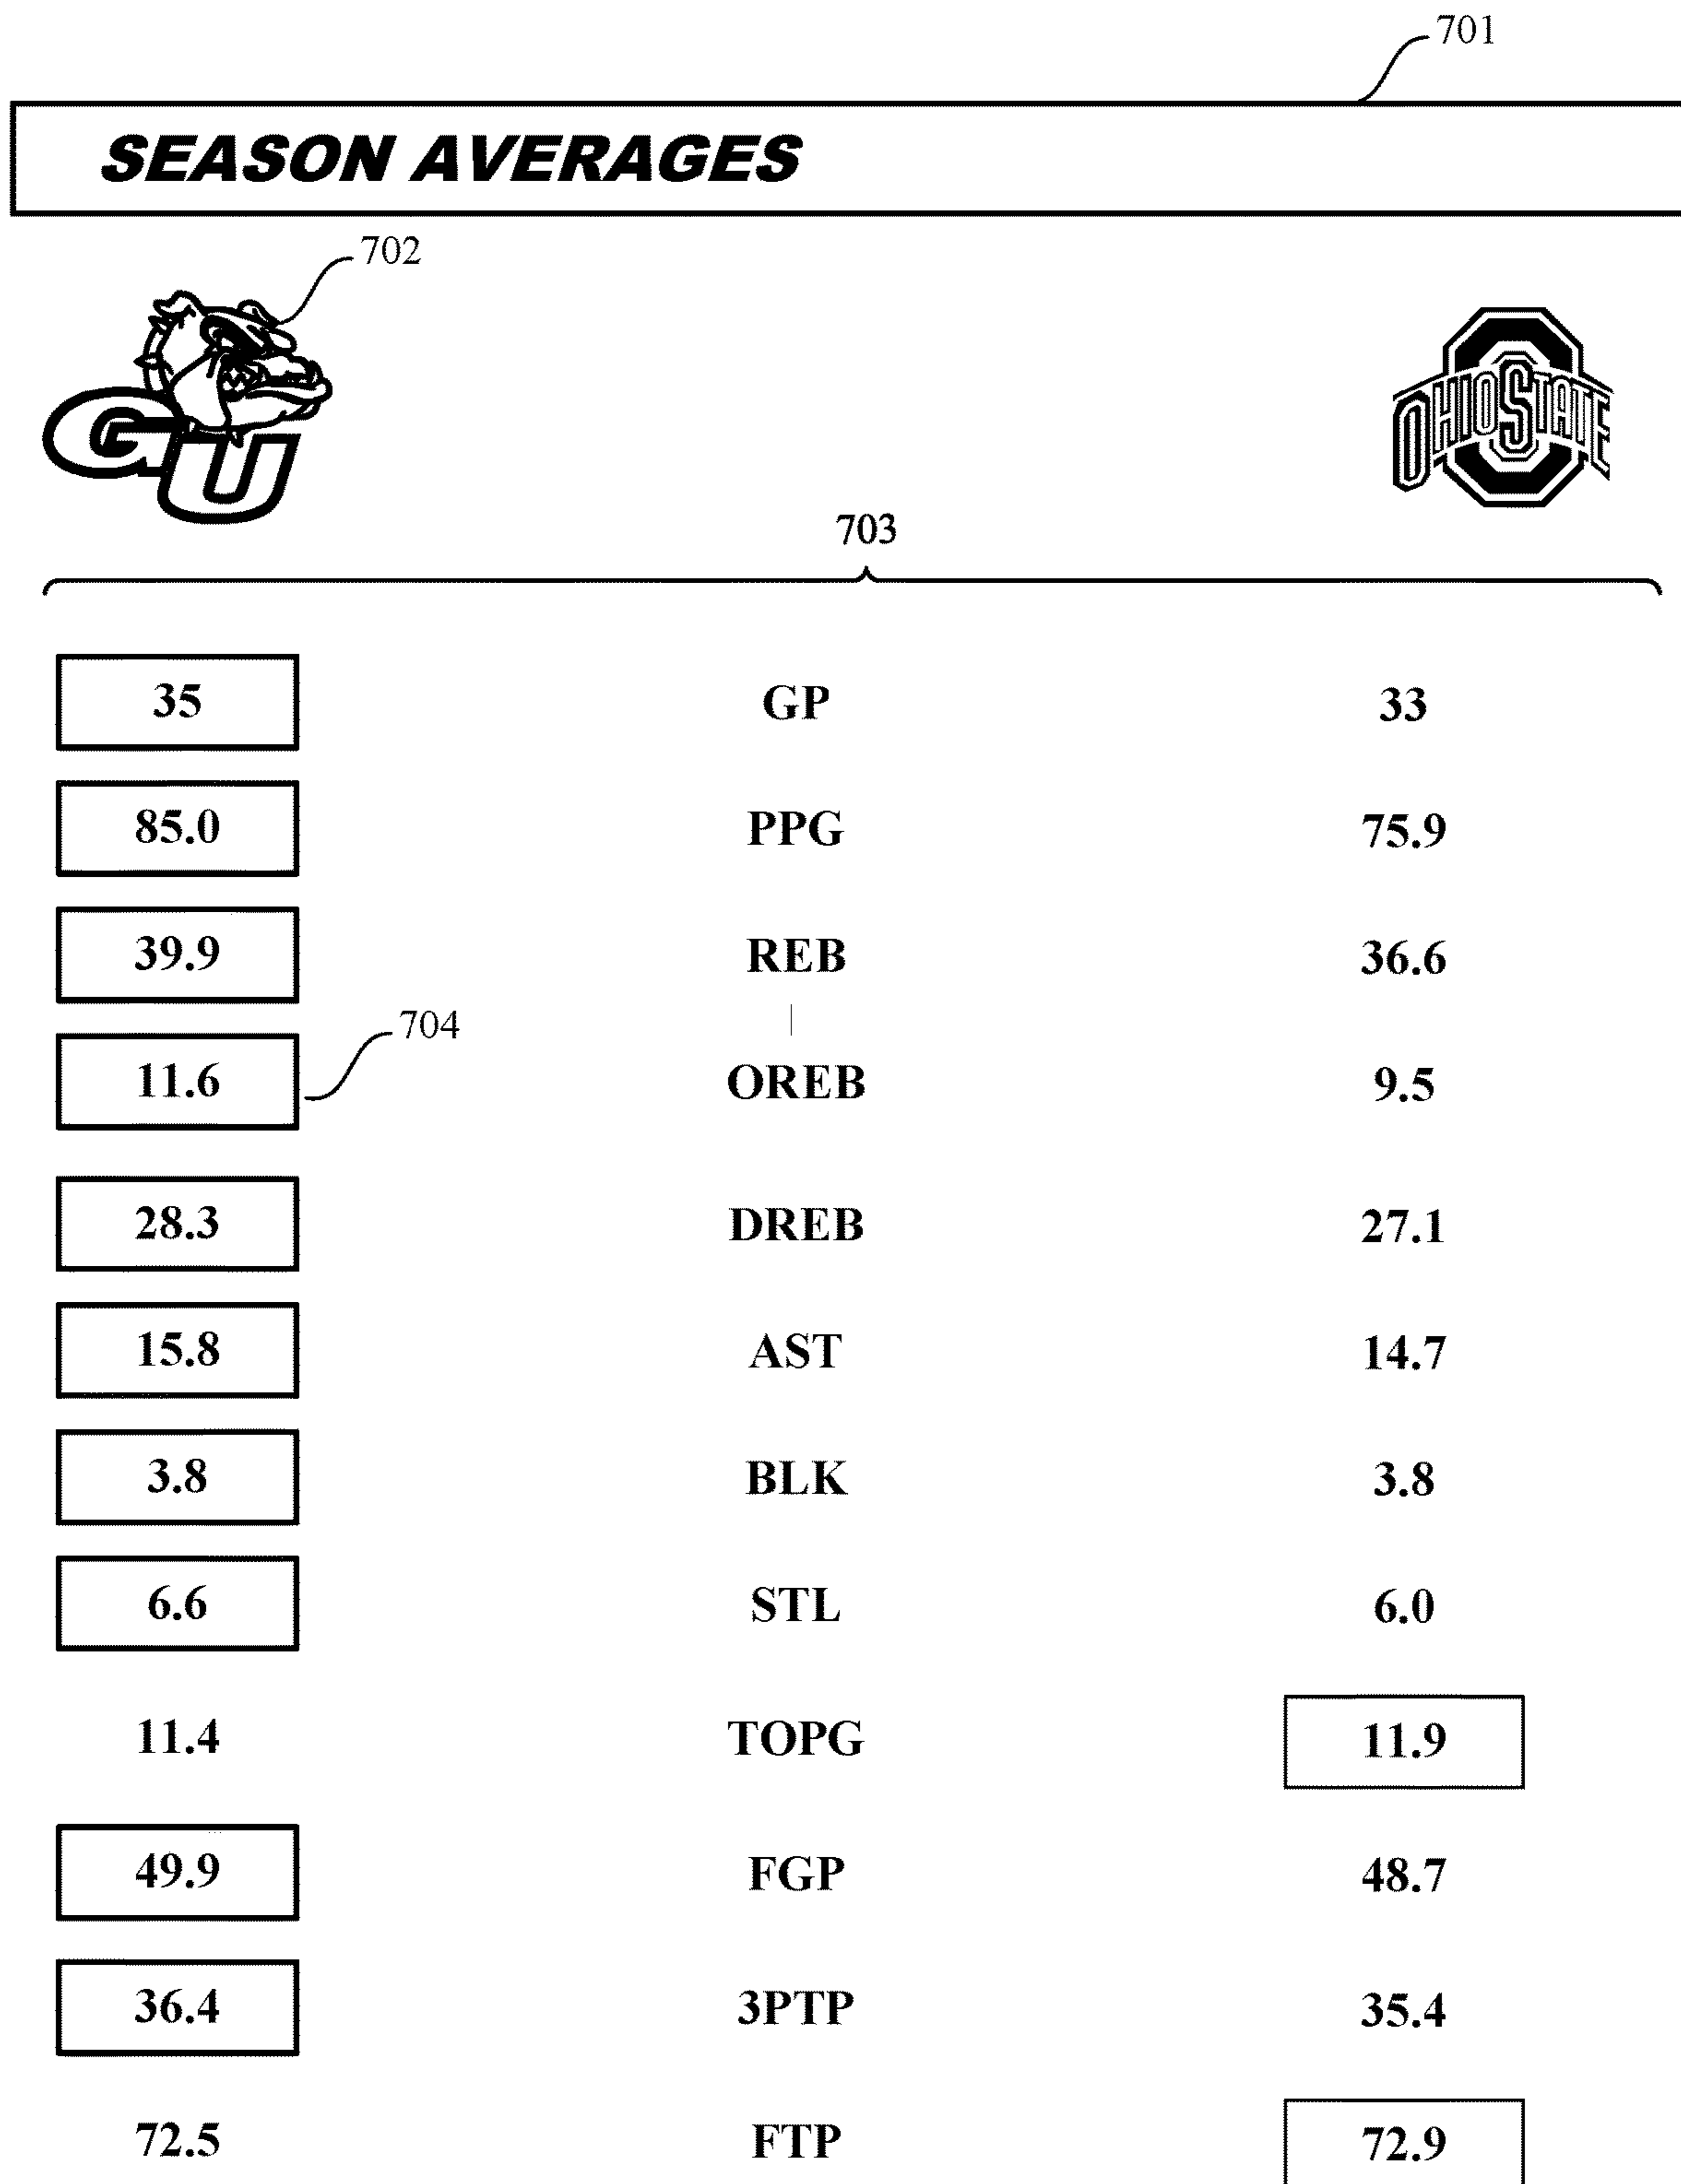 701
SEASON AVERAGES
702
GU
OHIO STATE
703
35 GP 33
85.0 PPG 75.9
39.9 REB 36.6
704
11.6 OREB 9.5
28.3 DREB 27.1
15.8 AST 14.7
3.8 BLK 3.8
6.6 STL 6.0
11.4 TOPG 11.9
49.9 FGP 48.7
36.4 3PTP 35.4
72.5 FTP 72.9